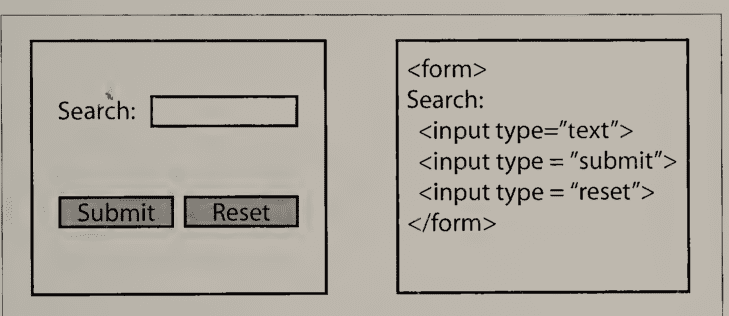 Search:
Submit Reset
<form>
Search:
<input type="text">
<input type = "submit">
<input type = "reset">
</form>